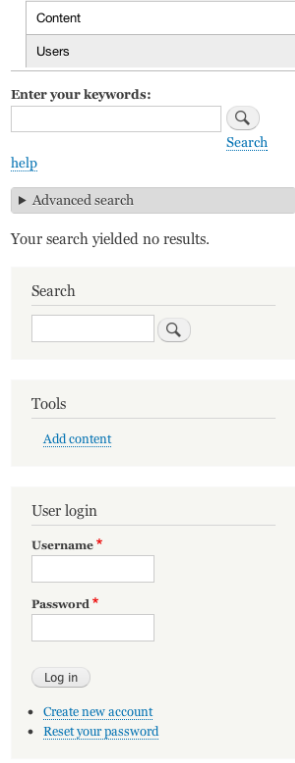 Content
Users
Enter your keywords:
Search
help
Advanced search
Your search yielded no results.
Search
Tools
Add content
User login
Username *
Password *
Log in
Create new account
Reset your password